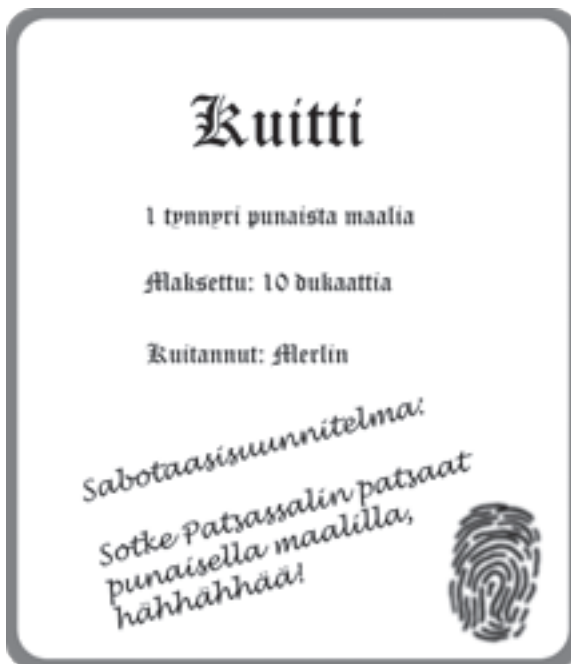 Kuitti
1 tynnyri punaista maalia
Maksettu: 10 dukaattia
Kuitannut: Merlin
Sabotaasisuunnitelma:
Sotke Patsassalin patsaat
punaisella maalilla,
hähhähhää!